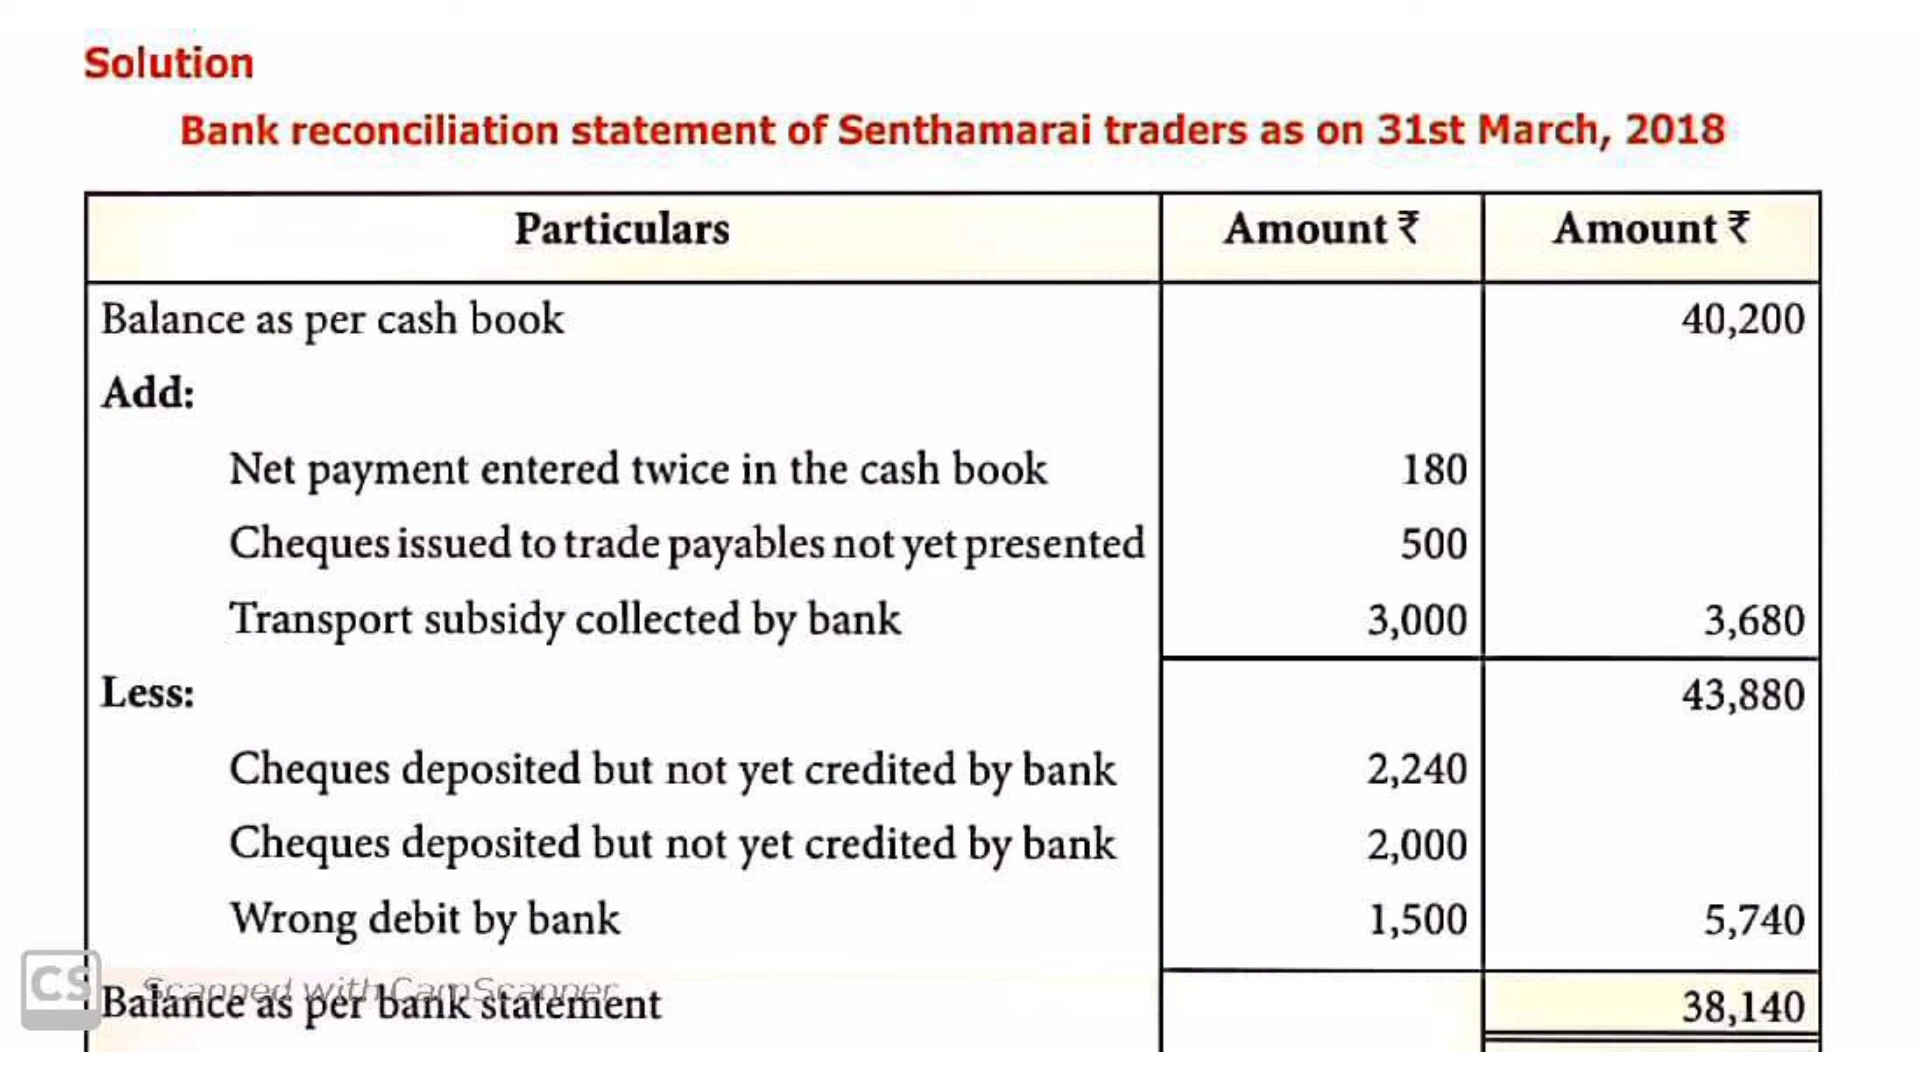 Solution
Bank reconciliation statement of Senthamarai traders as on 31st March, 2018
Particulars Amount ₹ Amount ₹
Balance as per cash book 40,200
Add:
Net payment entered twice in the cash book 180
Cheques issued to trade payables not yet presented 500
Transport subsidy collected by bank 3,000 3,680
Less: 43,880
Cheques deposited but not yet credited by bank 2,240
Cheques deposited but not yet credited by bank 2,000
Wrong debit by bank 1,500 5,740
CS Scanned with CamScanner
Balance as per bank statement 38,140